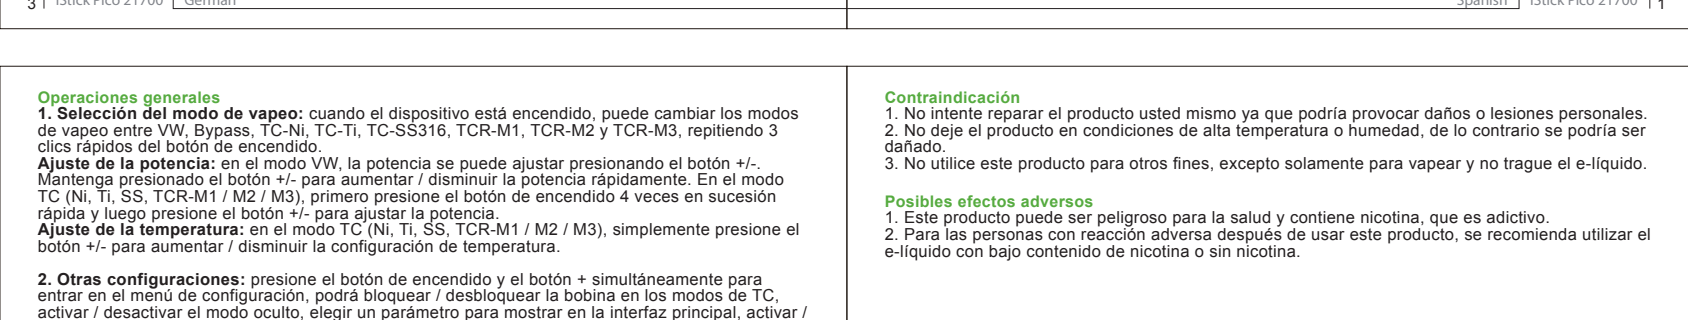 3 | iStick Pico 21700 | German
Spanish | iStick Pico 21700 | 1
Operaciones generales
1. Selección del modo de vapeo: cuando el dispositivo está encendido, puede cambiar los modos
de vapeo entre VW, Bypass, TC-Ni, TC-Ti, TC-SS316, TCR-M1, TCR-M2 y TCR-M3, repitiendo 3
clics rápidos del botón de encendido.
Ajuste de la potencia: en el modo VW, la potencia se puede ajustar presionando el botón +/-.
Mantenga presionado el botón +/- para aumentar / disminuir la potencia rápidamente. En el modo
TC (Ni, Ti, SS, TCR-M1 / M2 / M3), primero presione el botón de encendido 4 veces en sucesión
rápida y luego presione el botón +/- para ajustar la potencia.
Ajuste de la temperatura: en el modo TC (Ni, Ti, SS, TCR-M1 / M2 / M3), simplemente presione el
botón +/- para aumentar / disminuir la configuración de temperatura.
2. Otras configuraciones: presione el botón de encendido y el botón + simultáneamente para
entrar en el menú de configuración, podrá bloquear / desbloquear la bobina en los modos de TC,
activar / desactivar el modo oculto, elegir un parámetro para mostrar en la interfaz principal, activar /
Contraindicación
1. No intente reparar el producto usted mismo ya que podría provocar daños o lesiones personales.
2. No deje el producto en condiciones de alta temperatura o humedad, de lo contrario se podría ser
dañado.
3. No utilice este producto para otros fines, excepto solamente para vapear y no trague el e-líquido.
Posibles efectos adversos
1. Este producto puede ser peligroso para la salud y contiene nicotina, que es adictivo.
2. Para las personas con reacción adversa después de usar este producto, se recomienda utilizar el
e-líquido con bajo contenido de nicotina o sin nicotina.